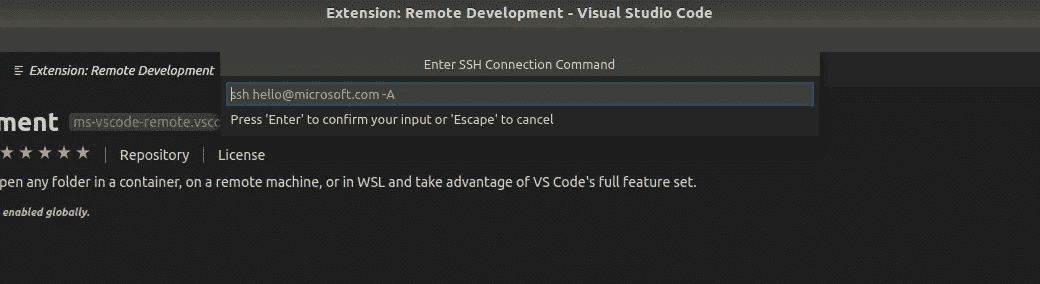 Extension: Remote Development - Visual Studio Code
Enter SSH Connection Command
Extension: Remote Development
ssh hello@microsoft.com -A
Press 'Enter' to confirm your input or 'Escape' to cancel
ment ms-vscode-remote.vscc
Repository License
pen any folder in a container, on a remote machine, or in WSL and take advantage of VS Code's full feature set.
enabled globally.